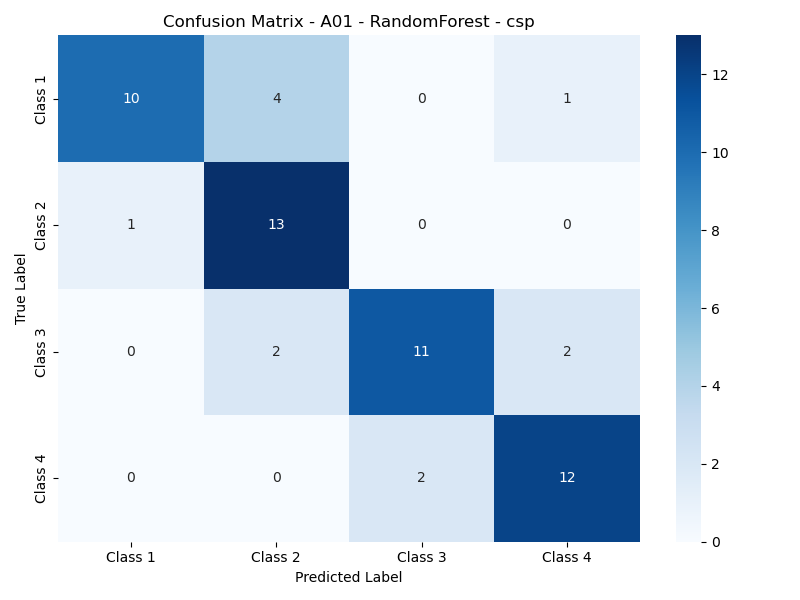 Confusion Matrix - A01 - RandomForest - csp
True Label
Class 1
10 4 0 1
Class 2
1 13 0 0
Class 3
0 2 11 2
Class 4
0 0 2 12
Class 1 Class 2 Class 3 Class 4
Predicted Label
12
10
8
6
4
2
0